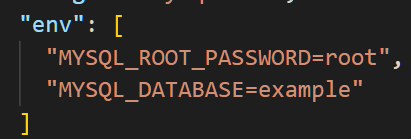 "env": [
"MYSQL_ROOT_PASSWORD=root",
"MYSQL_DATABASE=example"
]